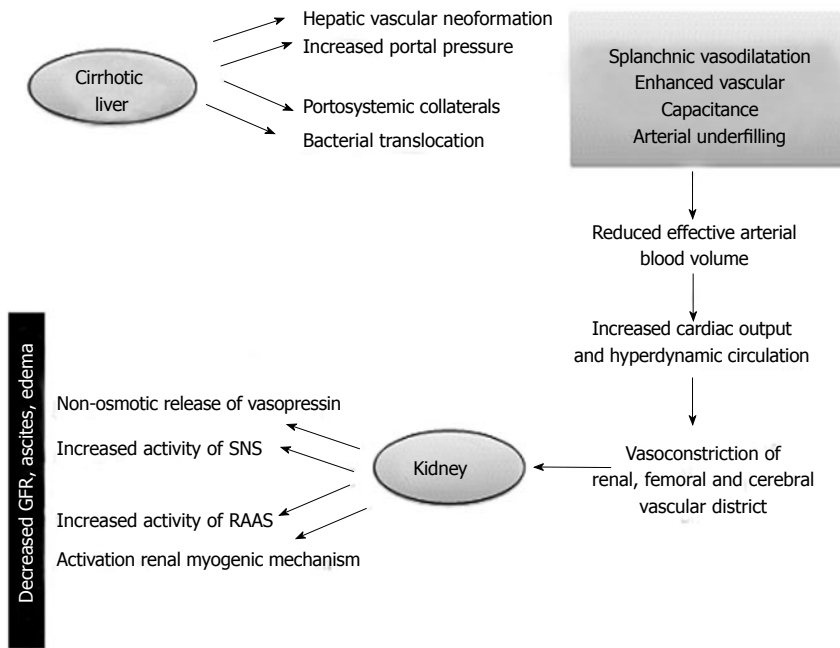 Cirrhotic
liver
Hepatic vascular neoformation
Increased portal pressure
Portosystemic collaterals
Bacterial translocation
Splanchnic vasodilatation
Enhanced vascular
Capacitance
Arterial underfilling
Reduced effective arterial
blood volume
Increased cardiac output
and hyperdynamic circulation
Vasoconstriction of
renal, femoral and cerebral
vascular district
Kidney
Non-osmotic release of vasopressin
Increased activity of SNS
Increased activity of RAAS
Activation renal myogenic mechanism
Decreased GFR, ascites, edema